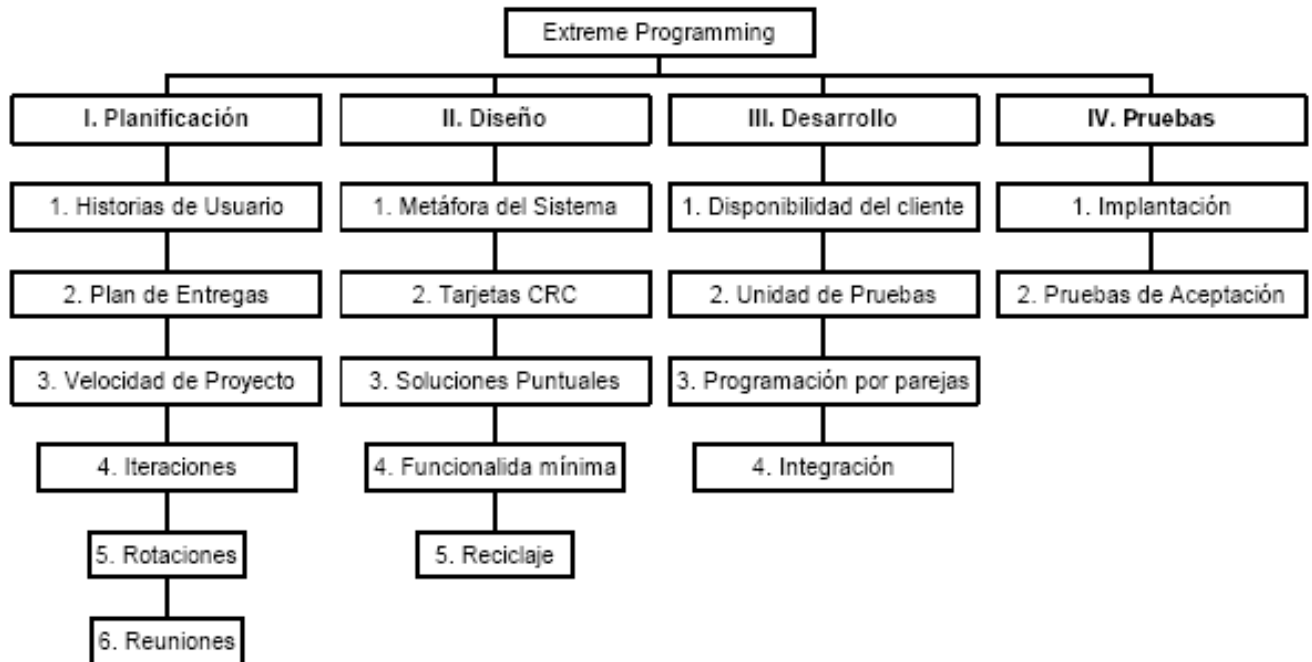 Extreme Programming
I. Planificación
1. Historias de Usuario
2. Plan de Entregas
3. Velocidad de Proyecto
4. Iteraciones
5. Rotaciones
6. Reuniones
II. Diseño
1. Metáfora del Sistema
2. Tarjetas CRC
3. Soluciones Puntuales
4. Funcionalida mínima
5. Reciclaje
III. Desarrollo
1. Disponibilidad del cliente
2. Unidad de Pruebas
3. Programación por parejas
4. Integración
IV. Pruebas
1. Implantación
2. Pruebas de Aceptación